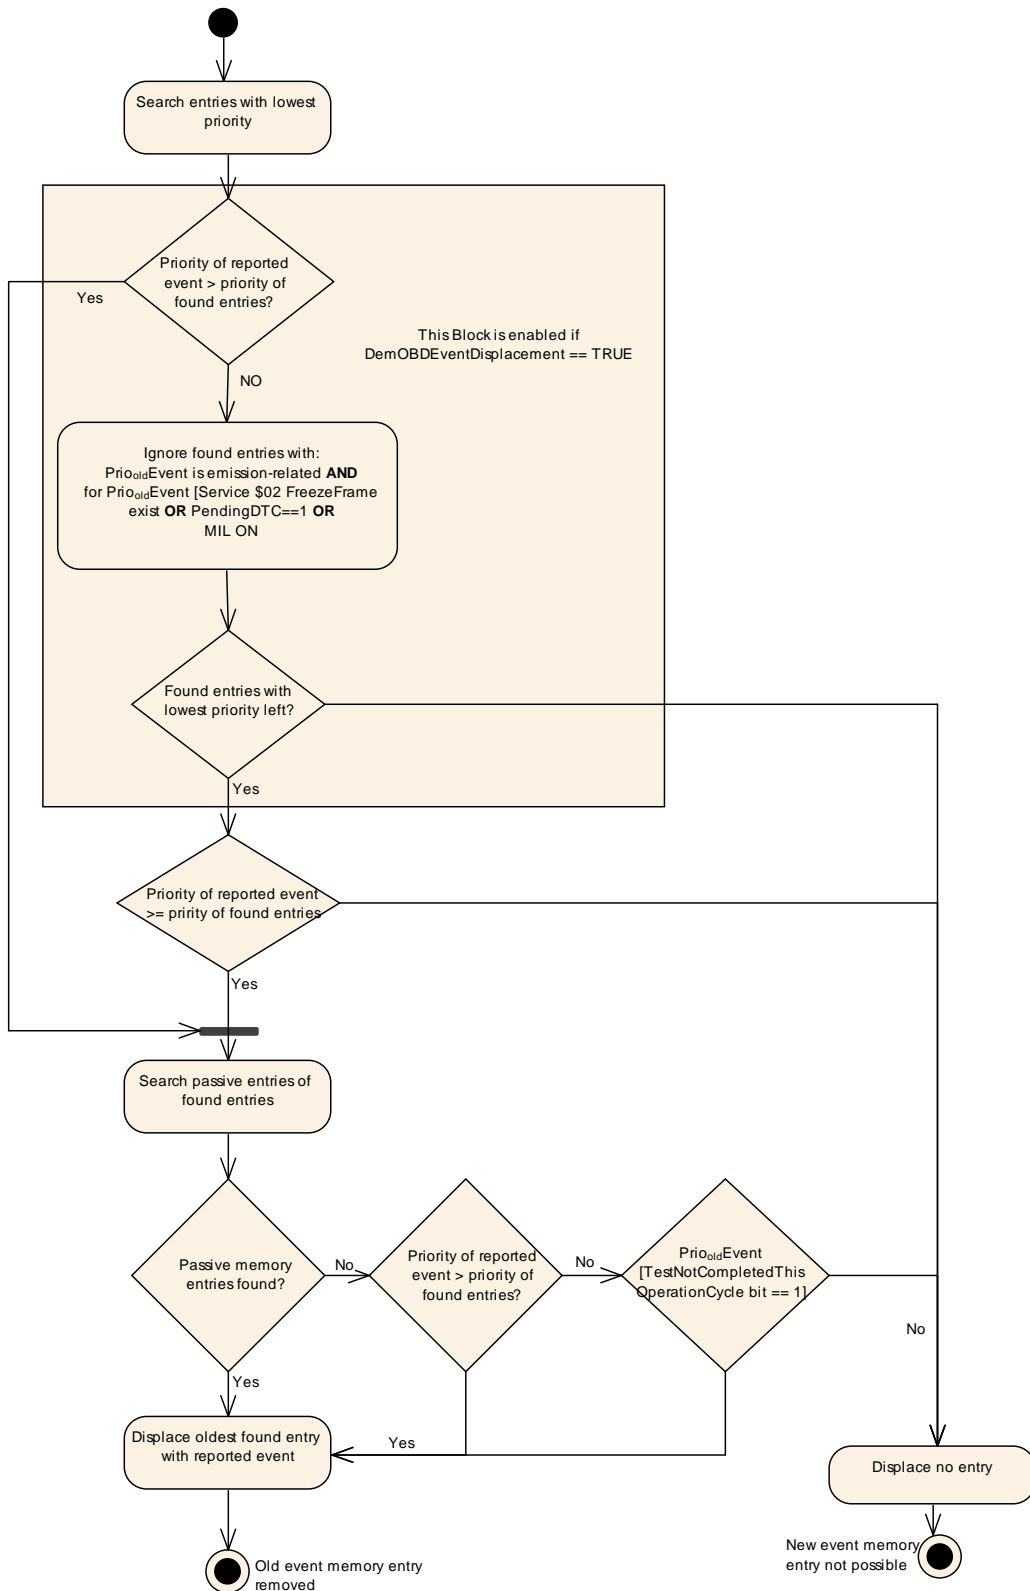 Search entries with lowest
priority
Priority of reported
event > priority of
found entries?
Yes
This Block is enabled if
DemOBDEventDisplacement == TRUE
NO
Ignore found entries with:
PriooldEvent is emission-related AND
for PriooldEvent [Service $02 FreezeFrame
exist OR PendingDTC==1 OR
MIL ON
Found entries with
lowest priority left?
Yes
Priority of reported event
>= pririty of found entries
Yes
Search passive entries of
found entries
Passive memory
entries found?
No
Priority of reported
event > priority of
found entries?
No
PriooldEvent
[TestNotCompletedThis
OperationCycle bit == 1]
No
Yes
Displace oldest found entry
with reported event
Yes
Displace no entry
Old event memory entry
removed
New event memory
entry not possible